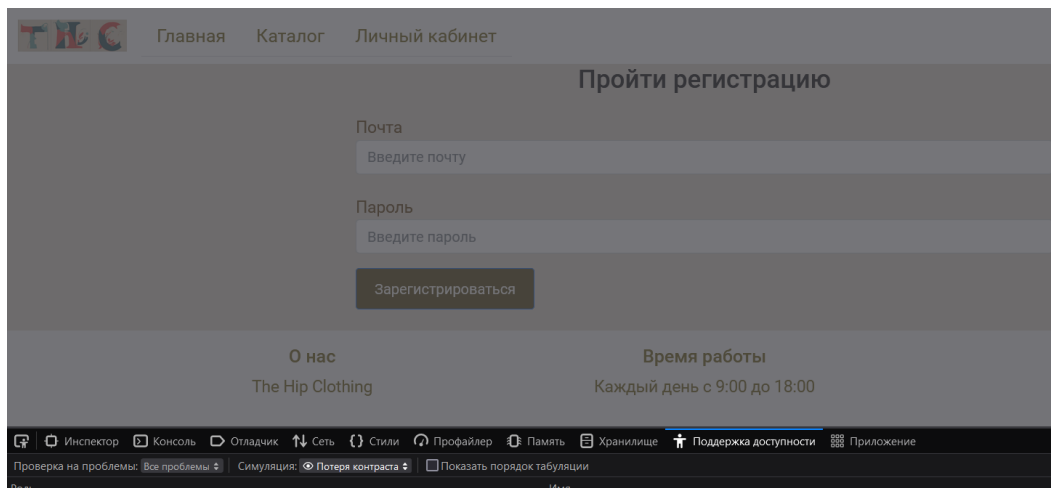 THC Главная Каталог Личный кабинет
Пройти регистрацию
Почта
Введите почту
Пароль
Введите пароль
Зарегистрироваться
О нас Время работы
The Hip Clothing Каждый день с 9:00 до 18:00
Инспектор Консоль Отладчик Сеть Стили Профайлер Память Хранилище Поддержка доступности Приложение
Проверка на проблемы: Все проблемы Симуляция: Потеря контраста Показать порядок табуляции
Роль Имя